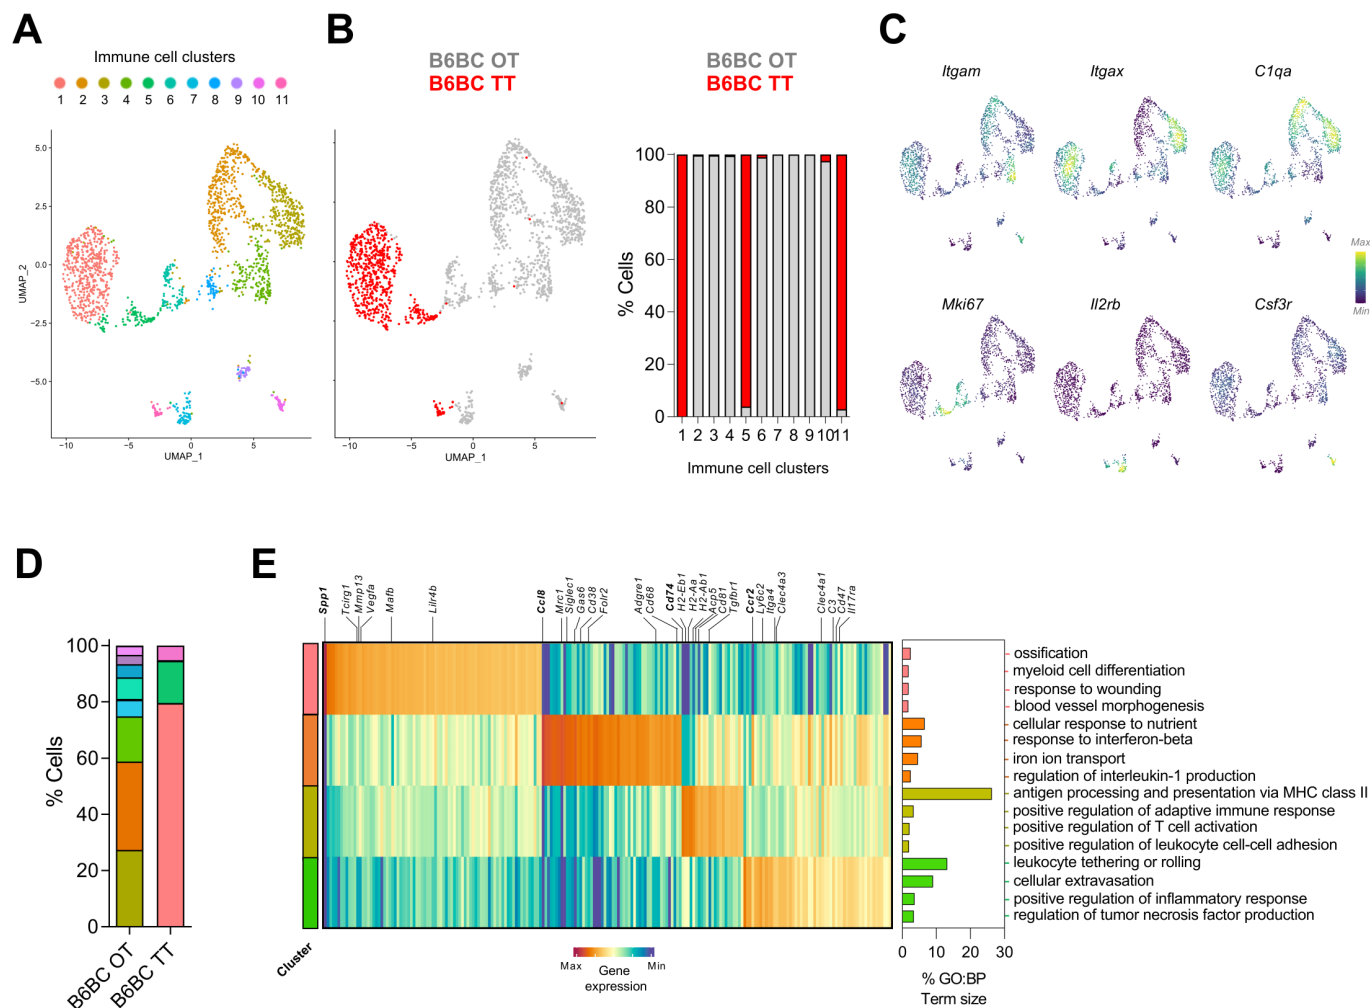 A
Immune cell clusters
1 2 3 4 5 6 7 8 9 10 11
5.0
2.5
0.0
−2.5
−5.0
UMAP_2
−10 −5 0 5
UMAP_1
B
B6BC OT
B6BC TT
−10 −5 0 5
UMAP_1
B6BC OT
B6BC TT
100
80
60
40
20
0
% Cells
1 2 3 4 5 6 7 8 9 10 11
Immune cell clusters
C
Itgam
Itgax
C1qa
Max
Min
Mki67
Il2rb
Csf3r
D
100
80
60
40
20
0
% Cells
B6BC OT
B6BC TT
E
Spp1
Tcirg1
Mmp13
Vegfa
Mafb
Lilr4b
Ccl8
Mrc1
Siglec1
Gas6
Cd38
Folr2
Adgre1
Cd68
Cd74
H2-Eb1
H2-Aa
H2-Ab1
Acp5
Cd81
Tgfbr1
Ccr2
Ly6c2
Itga4
Clec4a3
Clec4a1
C3
Cd47
Il17ra
Cluster
Max
Min
Gene
expression
ossification
myeloid cell differentiation
response to wounding
blood vessel morphogenesis
cellular response to nutrient
response to interferon-beta
iron ion transport
regulation of interleukin-1 production
antigen processing and presentation via MHC class II
positive regulation of adaptive immune response
positive regulation of T cell activation
positive regulation of leukocyte cell-cell adhesion
leukocyte tethering or rolling
cellular extravasation
positive regulation of inflammatory response
regulation of tumor necrosis factor production
0 10 20 30
% GO:BP
Term size